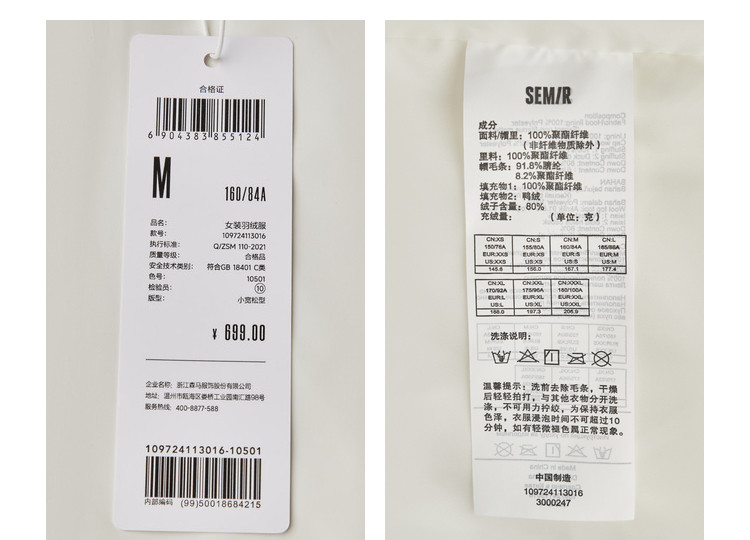 合格证
6 904383 855124
M
160/84A
品名: 女装羽绒服
款号: 109724113016
执行标准: Q/ZSM 110-2021
质量等级: 合格品
安全技术类别: 符合GB 18401 C类
色号: 10501
检验员: 10
版型: 小宽松型
¥ 699.00
企业名称: 浙江森马服饰股份有限公司
地址: 温州市瓯海区娄桥工业园南汇路98号
服务热线: 400-8877-588
109724113016-10501
内部编码 (99)50018684215
SEM/R
成分
面料/帽里: 100%聚酯纤维
(非纤维物质除外)
里料: 100%聚酯纤维
帽毛条: 91.8%腈纶
8.2%聚酯纤维
填充物1: 100%聚酯纤维
填充物2: 鸭绒
绒子含量: 80%
充绒量: (单位: 克)
CN:XS CN:S CN:M CN:L
150/76A 155/80A 160/84A 165/88A
EUR:XXS EUR:XS EUR:S EUR:M
US:XXS US:XS US:S US:M
145.8 156.0 167.1 177.4
CN:XL CN:XXL CN:XXXL
170/92A 175/96A 180/100A
EUR:L EUR:XL EUR:XXL
US:L US:XL US:XXL
188.0 197.3 206.9
洗涤说明:
温馨提示: 洗前去除毛条, 干燥
后轻轻拍打, 与其他衣物分开洗
涤, 不可用力拧绞, 为保持衣服
色泽, 衣服浸泡时间不可超过10
分钟, 如有轻微褪色属正常现象。
中国制造
109724113016
3000247